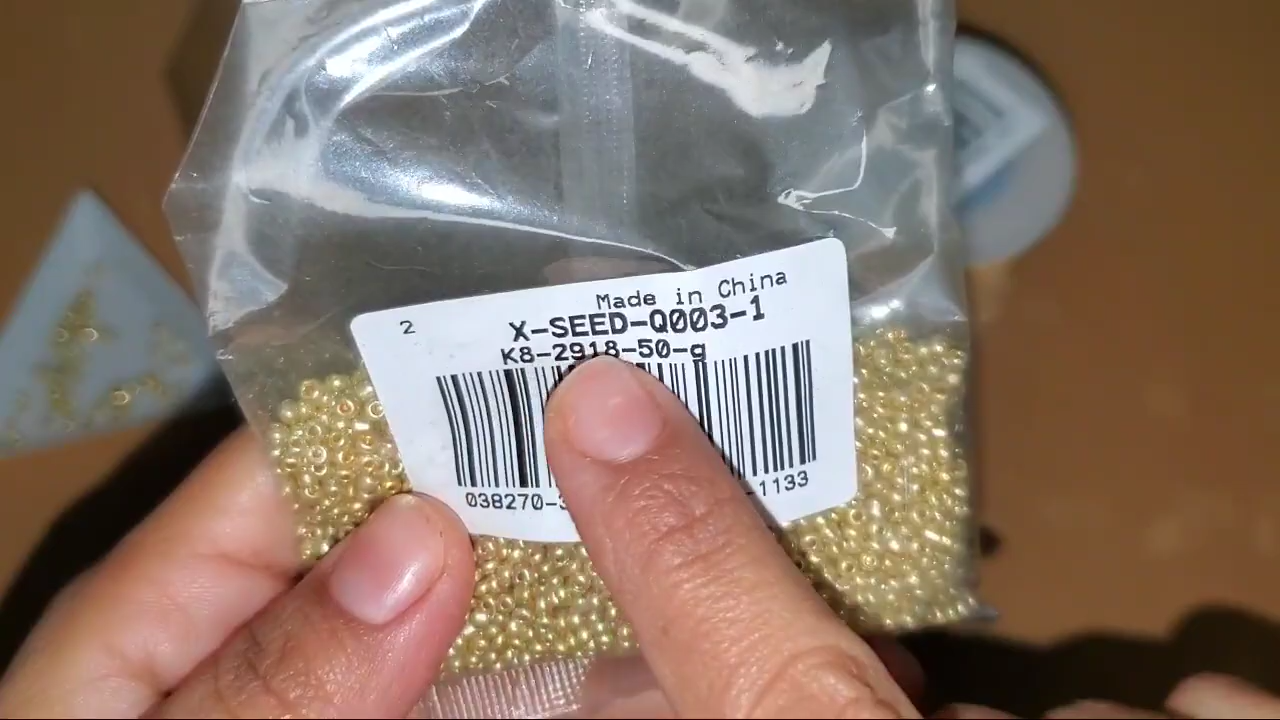 Made in China
2
X-SEED-Q003-1
K8-2918-50-g
038270-
-1133